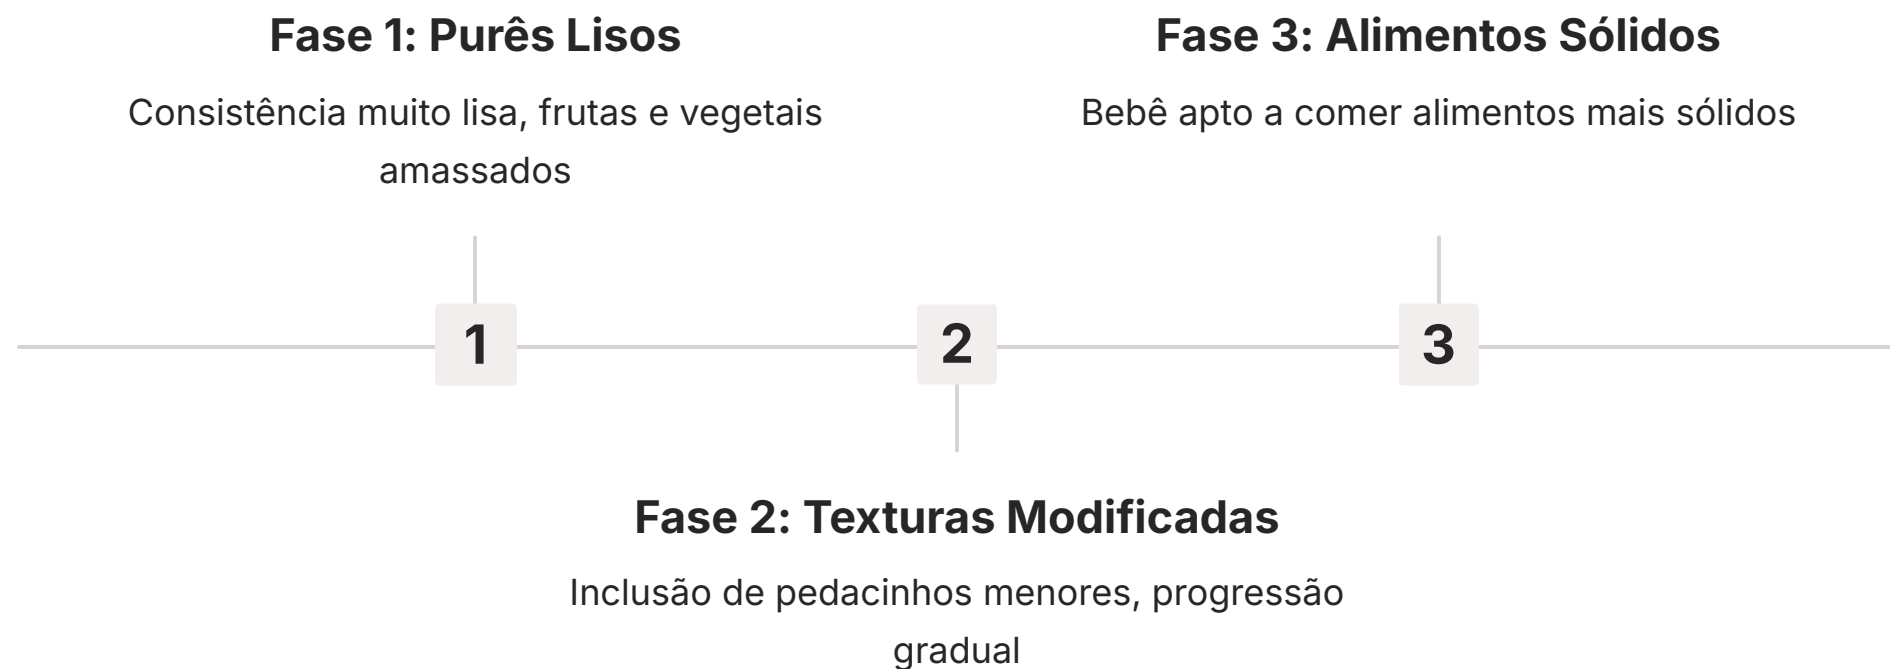 Fase 1: Purês Lisos
Consistência muito lisa, frutas e vegetais
amassados
Fase 3: Alimentos Sólidos
Bebê apto a comer alimentos mais sólidos
1
2
3
Fase 2: Texturas Modificadas
Inclusão de pedacinhos menores, progressão
gradual